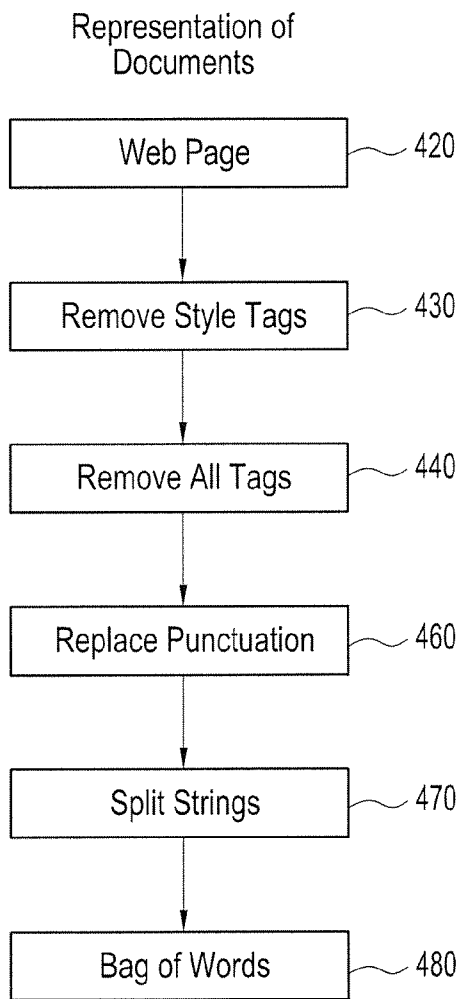 Representation of
Documents
Web Page
420
Remove Style Tags
430
Remove All Tags
440
Replace Punctuation
460
Split Strings
470
Bag of Words
480